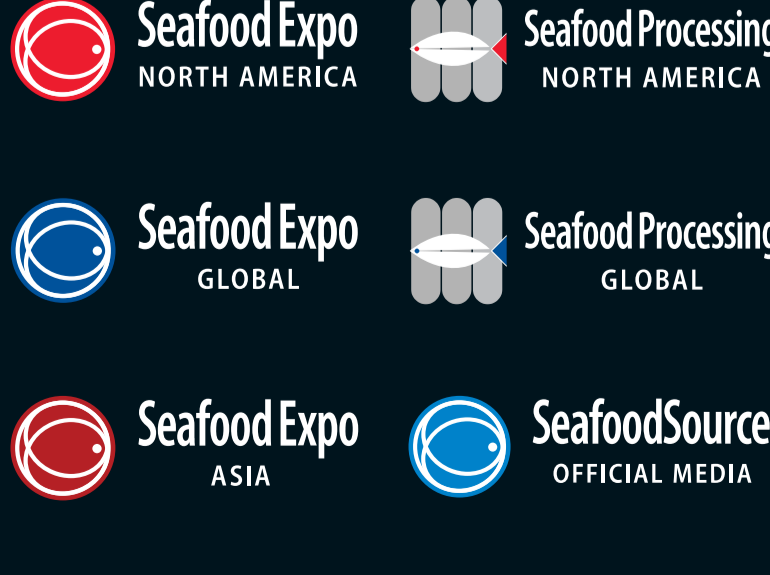 Seafood Expo
NORTH AMERICA
Seafood Processing
NORTH AMERICA
Seafood Expo
GLOBAL
Seafood Processing
GLOBAL
Seafood Expo
ASIA
SeafoodSource
OFFICIAL MEDIA